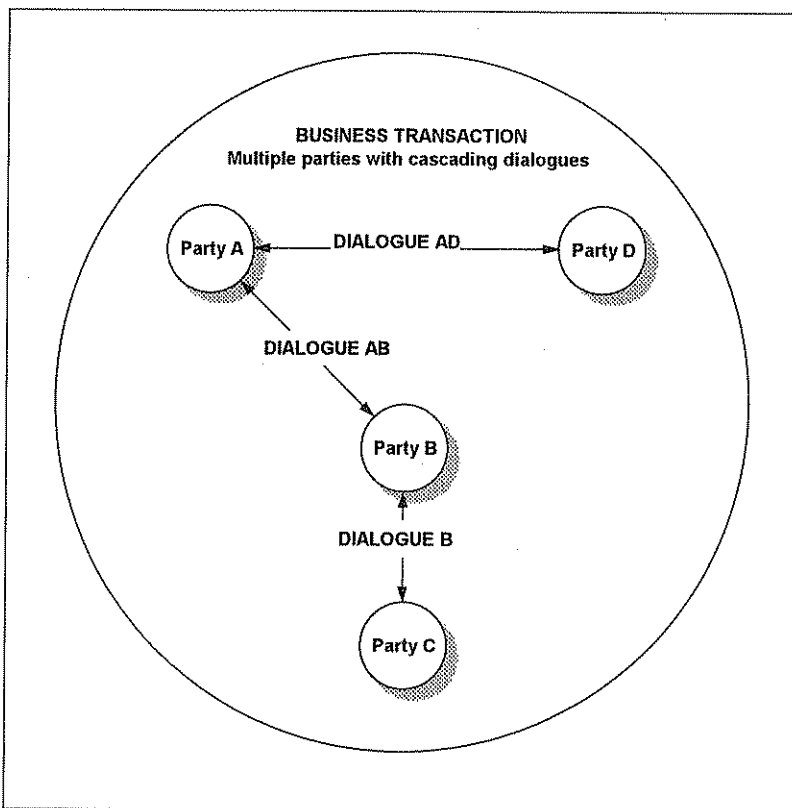 BUSINESS TRANSACTION
Multiple parties with cascading dialogues
Party A
DIALOGUE AD
Party D
DIALOGUE AB
Party B
DIALOGUE B
Party C